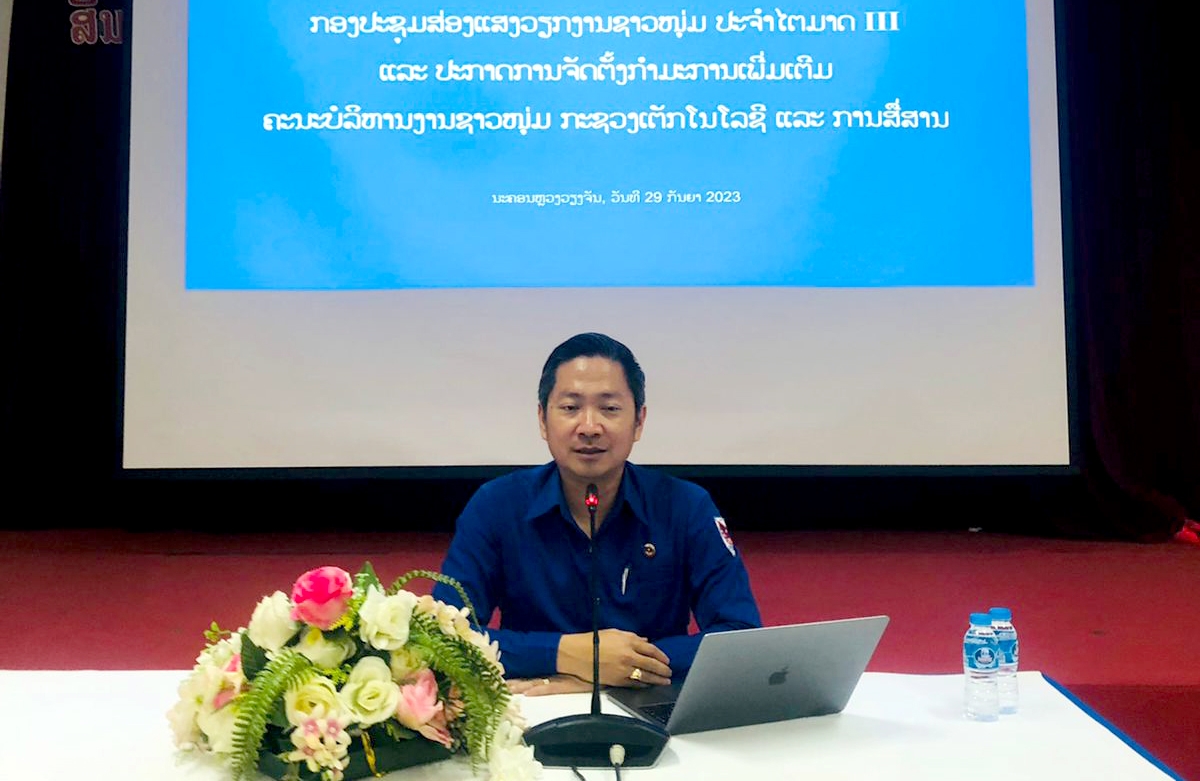 ສິນ
ກອງປະຊຸມສ່ອງແສງວຽກງານຊາວໜຸ່ມ ປະຈຳໄຕມາດ III
ແລະ ປະກາດການຈັດຕັ້ງກຳມະການເພີ່ມເຕີມ
ຄະນະບໍລິຫານງານຊາວໜຸ່ມ ກະຊວງເຕັກໂນໂລຊີ ແລະ ການສື່ສານ
ນະຄອນຫຼວງວຽງຈັນ, ວັນທີ 29 ກັນຍາ 2023